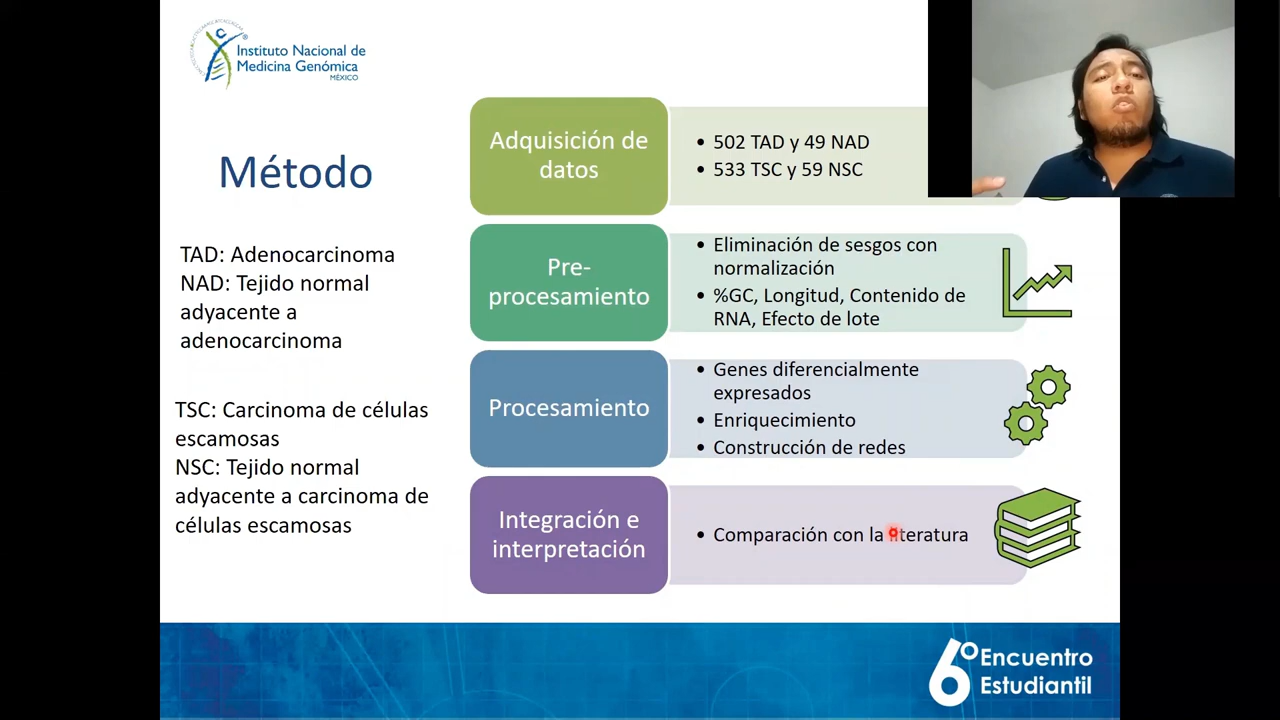 Instituto Nacional de
Medicina Genómica
MÉXICO
Método
TAD: Adenocarcinoma
NAD: Tejido normal
adyacente a
adenocarcinoma
TSC: Carcinoma de células
escamosas
NSC: Tejido normal
adyacente a carcinoma de
células escamosas
Adquisición de
datos
• 502 TAD y 49 NAD
• 533 TSC y 59 NSC
Pre-
procesamiento
• Eliminación de sesgos con
normalización
• %GC, Longitud, Contenido de
RNA, Efecto de lote
Procesamiento
• Genes diferencialmente
expresados
• Enriquecimiento
• Construcción de redes
Integración e
interpretación
• Comparación con la literatura
6º Encuentro
Estudiantil